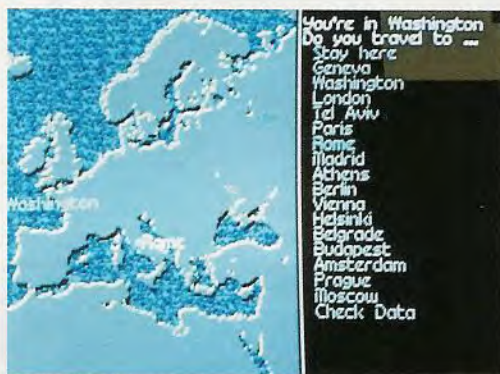 Washington
Rome
You're in Washington
Do you travel to ...
Stay here
Geneva
Washington
London
Tel Aviv
Paris
Rome
Madrid
Athens
Berlin
Vienna
Helsinki
Belgrade
Budapest
Amsterdam
Prague
Moscow
Check Data